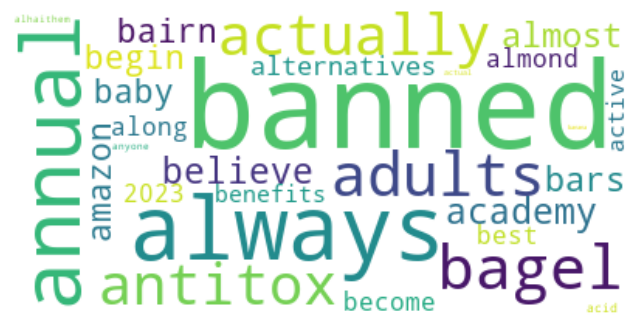 alhaithem
annual
bairn
actually
almost
begin
alternatives
almond
baby
banned
actual
active
along
anyone
amazon
believe
adults
bars
2023
benefits
always
academy
best
antitox
bagel
become
acid